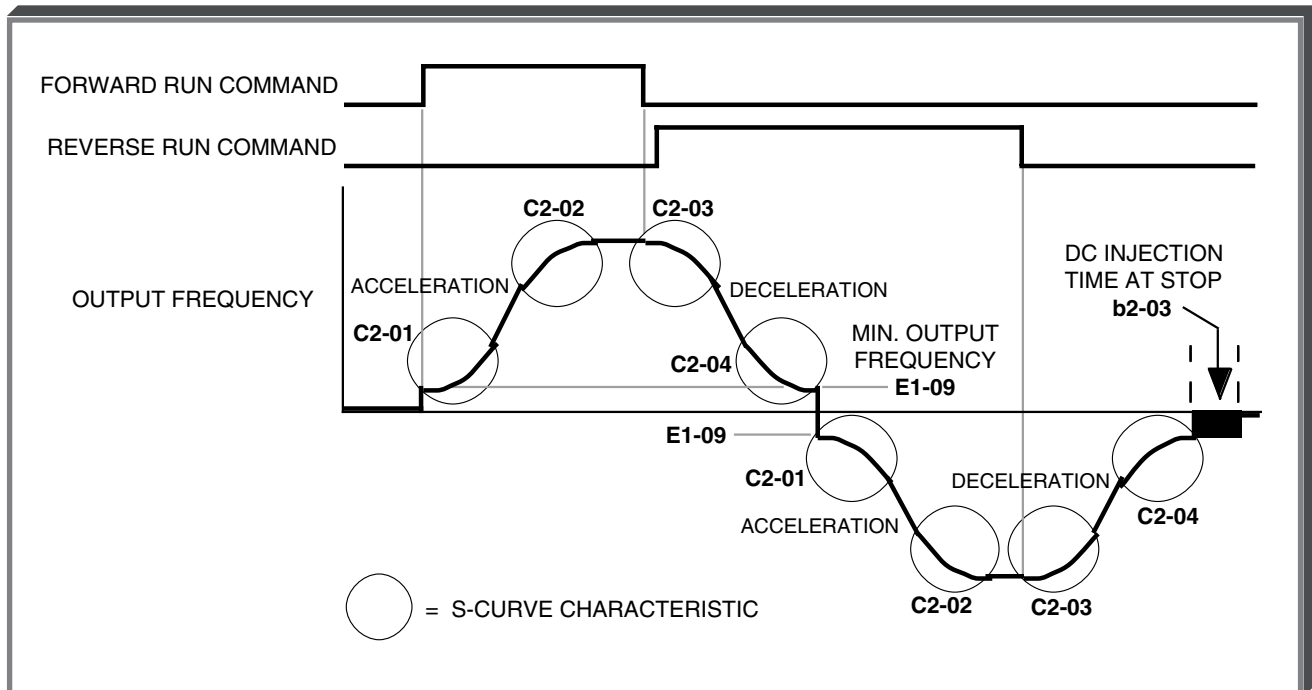 FORWARD RUN COMMAND
REVERSE RUN COMMAND
C2-02
C2-03
DC INJECTION
TIME AT STOP
b2-03
ACCELERATION
DECELERATION
OUTPUT FREQUENCY
C2-01
C2-04
MIN. OUTPUT
FREQUENCY
E1-09
E1-09
C2-01
DECELERATION
C2-04
ACCELERATION
C2-02
C2-03
= S-CURVE CHARACTERISTIC